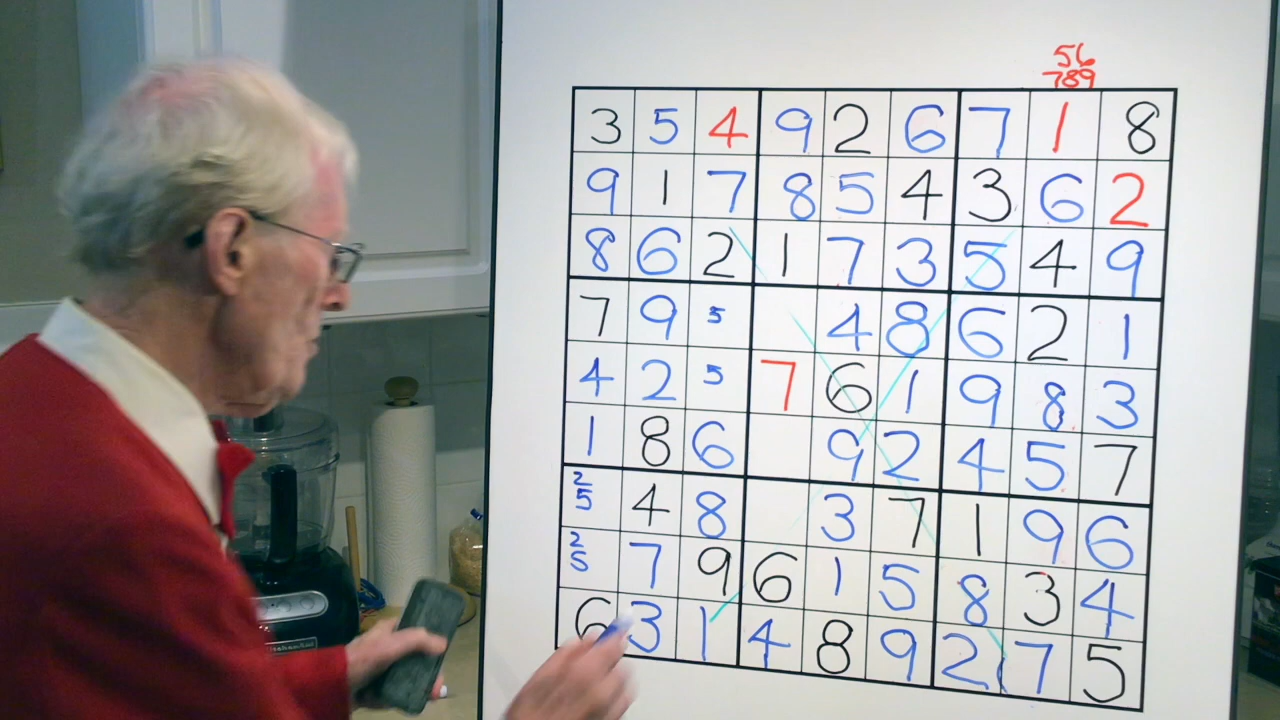 56
789
3 5 4 9 2 6 7 1 8
9 1 7 8 5 4 3 6 2
8 6 2 1 7 3 5 4 9
7 9 5 4 8 6 2 1
4 2 5 7 6 1 9 8 3
1 8 6 9 2 4 5 7
2
5 4 8 3 7 1 9 6
2
5 7 9 6 1 5 8 3 4
6 3 1 4 8 9 2 7 5